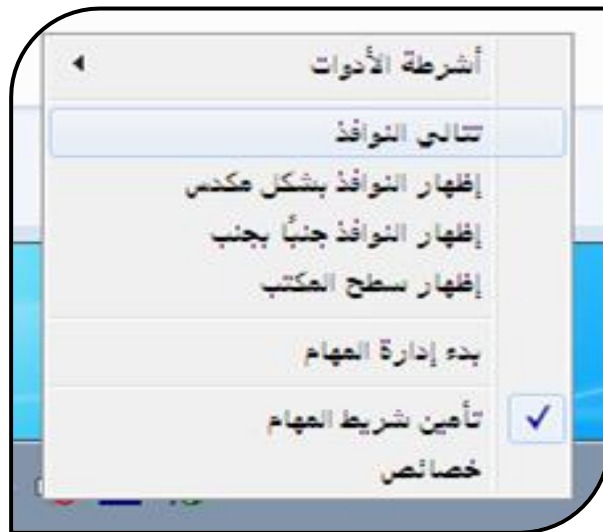 أشرطة الأدوات
تتالي النوافذ
إظهار النوافذ بشكل مكدس
إظهار النوافذ جنبًا بجنب
إظهار سطح المكتب
بدء إدارة المهام
تأمين شريط المهام
خصائص